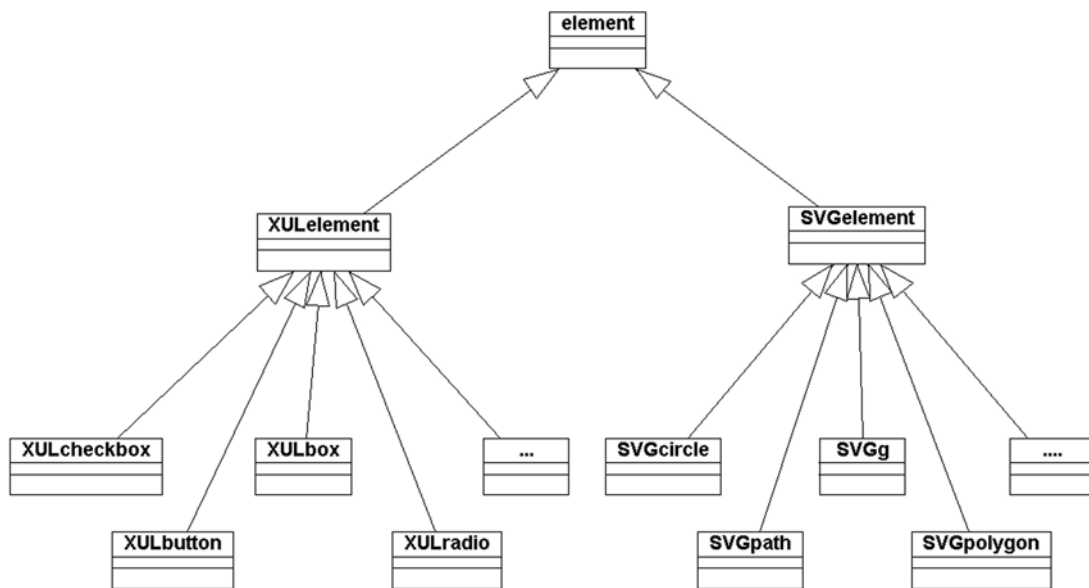 element
XULelement
SVGelement
XULcheckbox
XULbox
...
SVGcircle
SVGg
....
XULbutton
XULradio
SVGpath
SVGpolygon